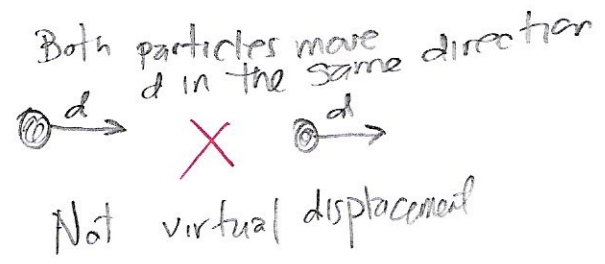 Both particles move
d in the same direction
d d
Not virtual displacement